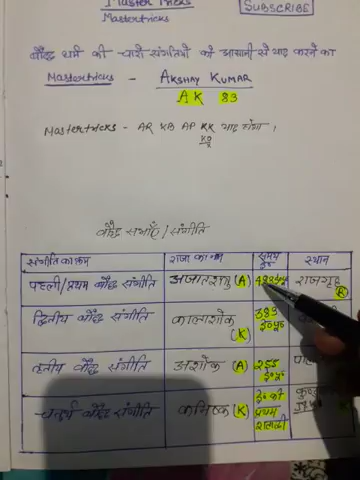 Master Tricks
SUBSCRIBE
Mastertricks
बौद्ध धर्म की चारों संगीतियों को आसानी से याद करने का
Mastertricks - AKSHAY KUMAR
AK 83
Mastertricks - AR KB AP KK याद होगा।
बौद्ध सभाएँ/संगीति
संगीति का क्रम राजा का नाम समय स्थान
पहली/प्रथम बौद्ध संगीति अजातशत्रु (A) राजगृह (R)
द्वितीय बौद्ध संगीति कालाशोक (K) 383 ई०पू०
तृतीय बौद्ध संगीति अशोक (A) 255 ई०पू०
चतुर्थ बौद्ध संगीति कनिष्क (K) ई० की प्रथम शताब्दी